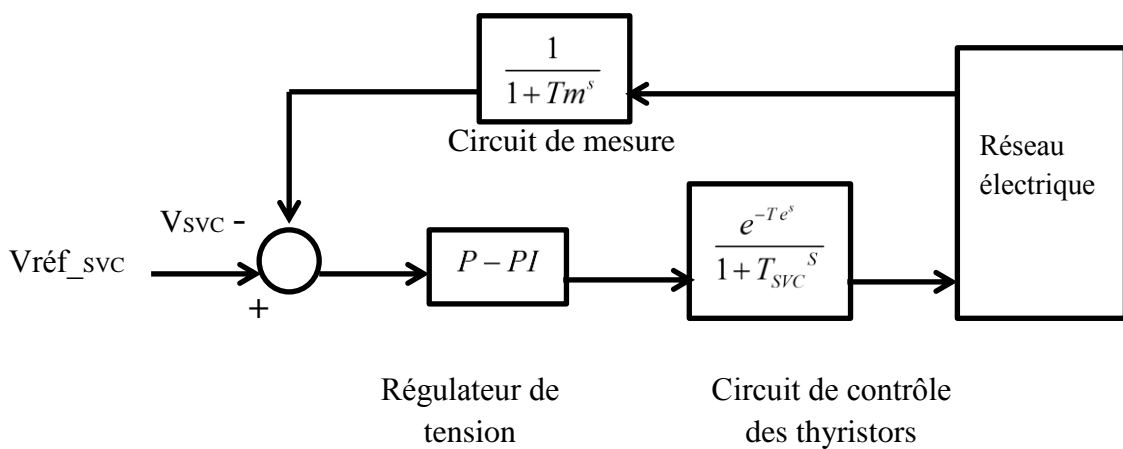 1
1 + Tm^s
Circuit de mesure
Réseau
électrique
VSVC -
Vréf_SVC
+
P − PI
e^−Te^s
1 + T_SVC^S
Régulateur de
tension
Circuit de contrôle
des thyristors